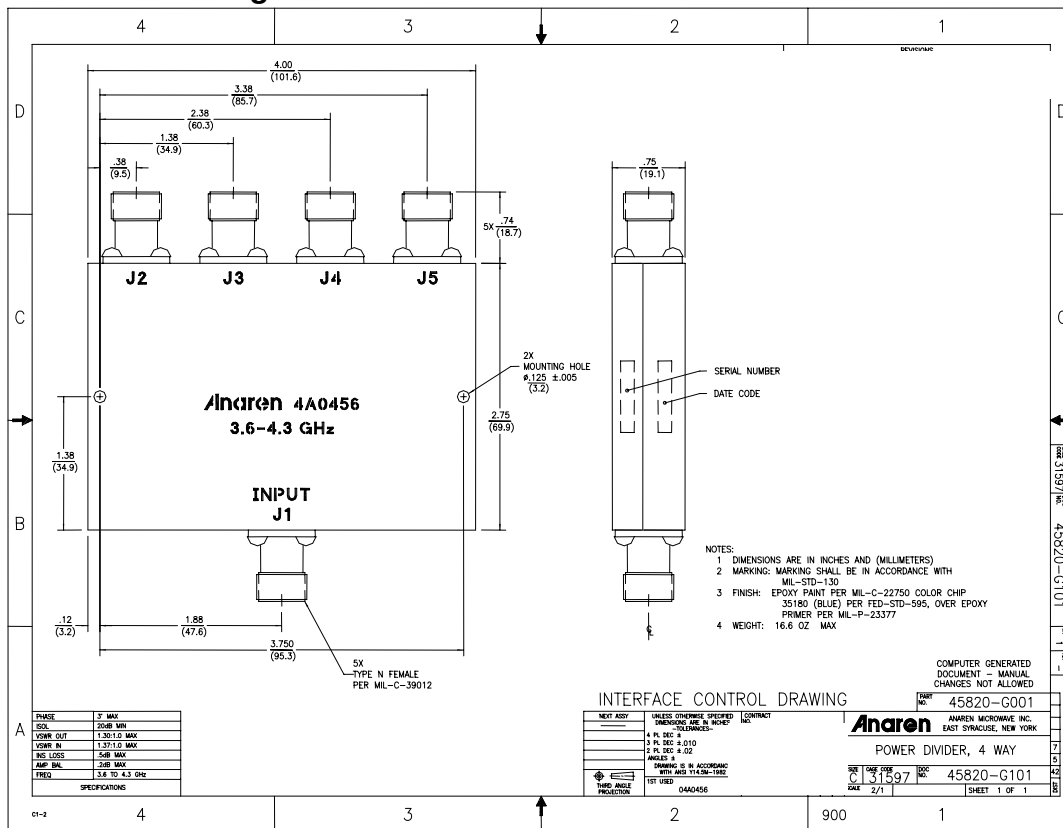 4 3 2 1
REVISIONS
D
D
4.00
(101.6)
3.38
(85.7)
2.38
(60.3)
1.38
(34.9)
.38
(9.5)
.75
(19.1)
5X .74
(18.7)
J2 J3 J4 J5
C
C
2X
MOUNTING HOLE
ø.125 ±.005
(3.2)
SERIAL NUMBER
DATE CODE
Anaren 4A0456
3.6-4.3 GHz
2.75
(69.9)
1.38
(34.9)
INPUT
J1
B
CAGE CODE 31597
45820-G101
NOTES:
1 DIMENSIONS ARE IN INCHES AND (MILLIMETERS)
2 MARKING: MARKING SHALL BE IN ACCORDANCE WITH
MIL-STD-130
3 FINISH: EPOXY PAINT PER MIL-C-22750 COLOR CHIP
35180 (BLUE) PER FED-STD-595, OVER EPOXY
PRIMER PER MIL-P-23377
4 WEIGHT: 16.6 OZ MAX
.12
(3.2)
1.88
(47.6)
3.750
(95.3)
5X
TYPE N FEMALE
PER MIL-C-39012
COMPUTER GENERATED
DOCUMENT - MANUAL
CHANGES NOT ALLOWED
A
INTERFACE CONTROL DRAWING
PART NO. 45820-G001
PHASE 3° MAX
ISOL 20dB MIN
VSWR OUT 1.30:1.0 MAX
VSWR IN 1.37:1.0 MAX
INS LOSS .5dB MAX
AMP BAL .2dB MAX
FREQ 3.6 TO 4.3 GHz
SPECIFICATIONS
NEXT ASSY
UNLESS OTHERWISE SPECIFIED
DIMENSIONS ARE IN INCHES
-TOLERANCES-
4 PL DEC ±
3 PL DEC ±.010
2 PL DEC ±.02
ANGLES ±
DRAWING IS IN ACCORDANC
WITH ANSI Y14.5M-1982
1ST USED
04A0456
THIRD ANGLE
PROJECTION
CONTRACT
NO.
Anaren ANAREN MICROWAVE INC.
EAST SYRACUSE, NEW YORK
POWER DIVIDER, 4 WAY
SIZE C CAGE CODE 31597 DOC NO. 45820-G101
SCALE 2/1 SHEET 1 OF 1
C1-2 4 3 2 900 1